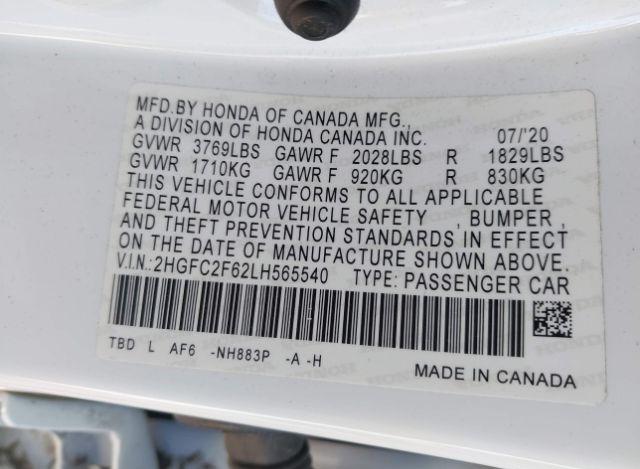 MFD.BY HONDA OF CANADA MFG.,
A DIVISION OF HONDA CANADA INC. 07/'20
GVWR 3769LBS GAWR F 2028LBS R 1829LBS
GVWR 1710KG GAWR F 920KG R 830KG
THIS VEHICLE CONFORMS TO ALL APPLICABLE
FEDERAL MOTOR VEHICLE SAFETY , BUMPER ,
AND THEFT PREVENTION STANDARDS IN EFFECT
ON THE DATE OF MANUFACTURE SHOWN ABOVE.
V.I.N.:2HGFC2F62LH565540 TYPE: PASSENGER CAR
TBD L AF6 -NH883P -A -H
MADE IN CANADA